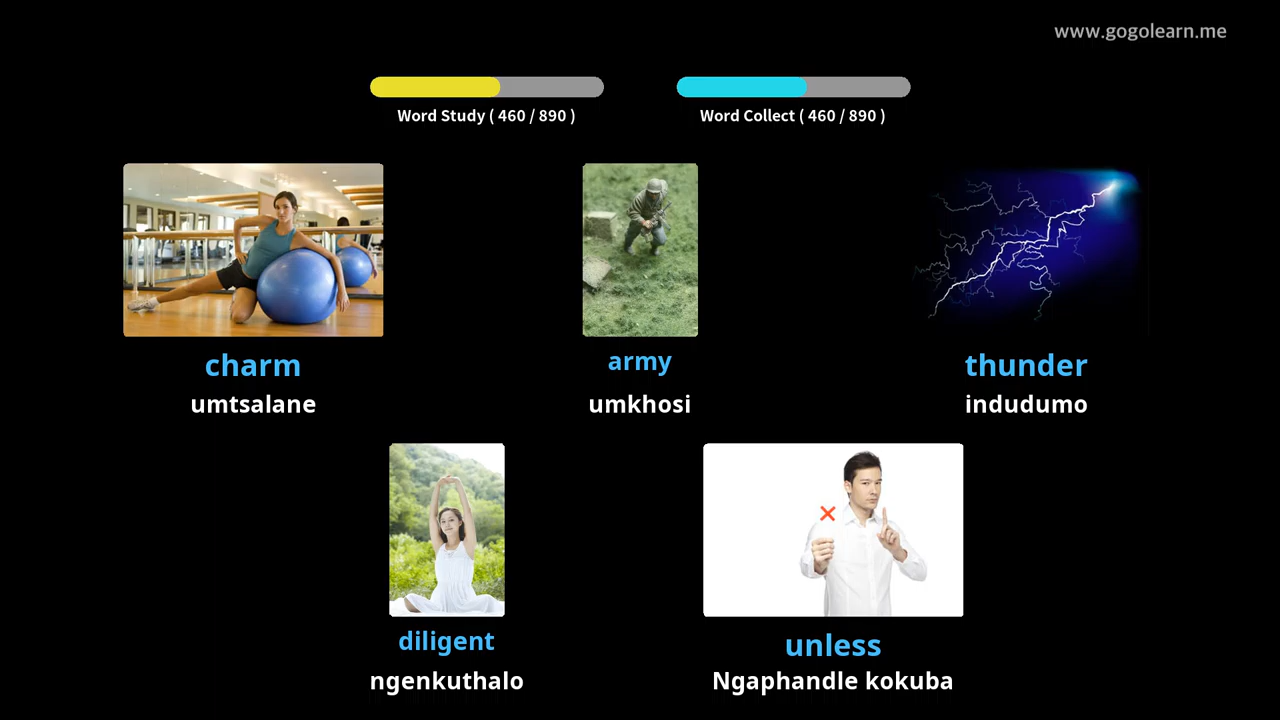 www.gogolearn.me
Word Study ( 460 / 890 )
Word Collect ( 460 / 890 )
charm
umtsalane
army
umkhosi
thunder
indudumo
diligent
ngenkuthalo
unless
Ngaphandle kokuba